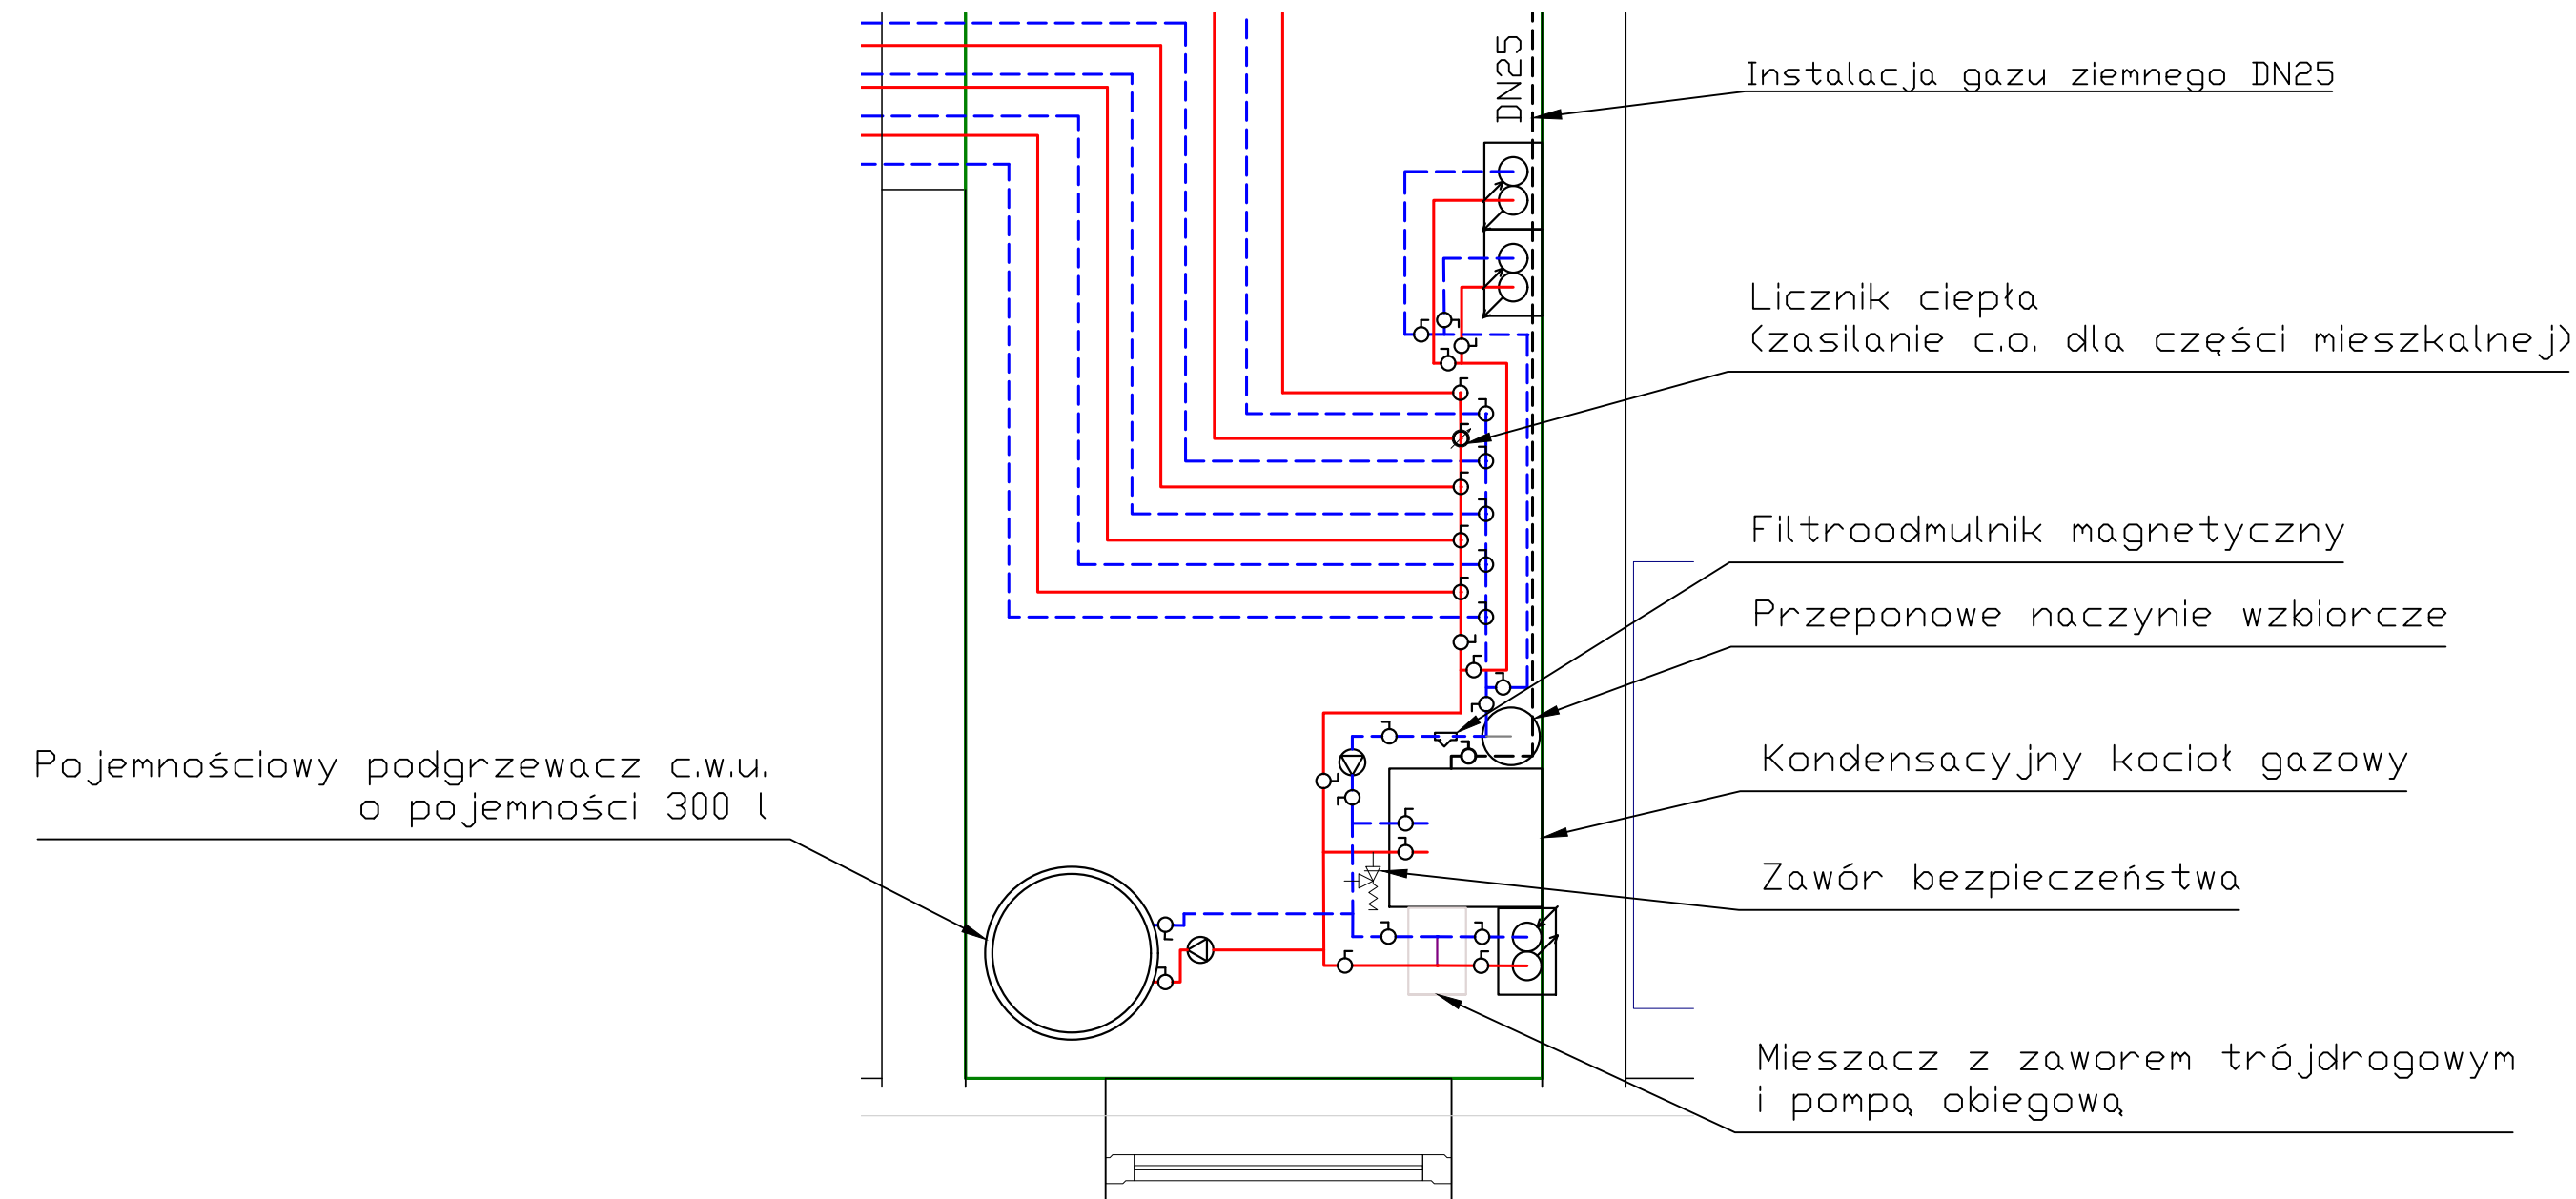 DN25
Instalacja gazu ziemnego DN25
Licznik ciepła
(zasilanie c.o. dla części mieszkalnej)
Filtroodmulnik magnetyczny
Przeponowe naczynie wzbiorcze
Kondensacyjny kocioł gazowy
Pojemnościowy podgrzewacz c.w.u.
o pojemności 300 l
Zawór bezpieczeństwa
Mieszacz z zaworem trójdrogowym
i pompą obiegową